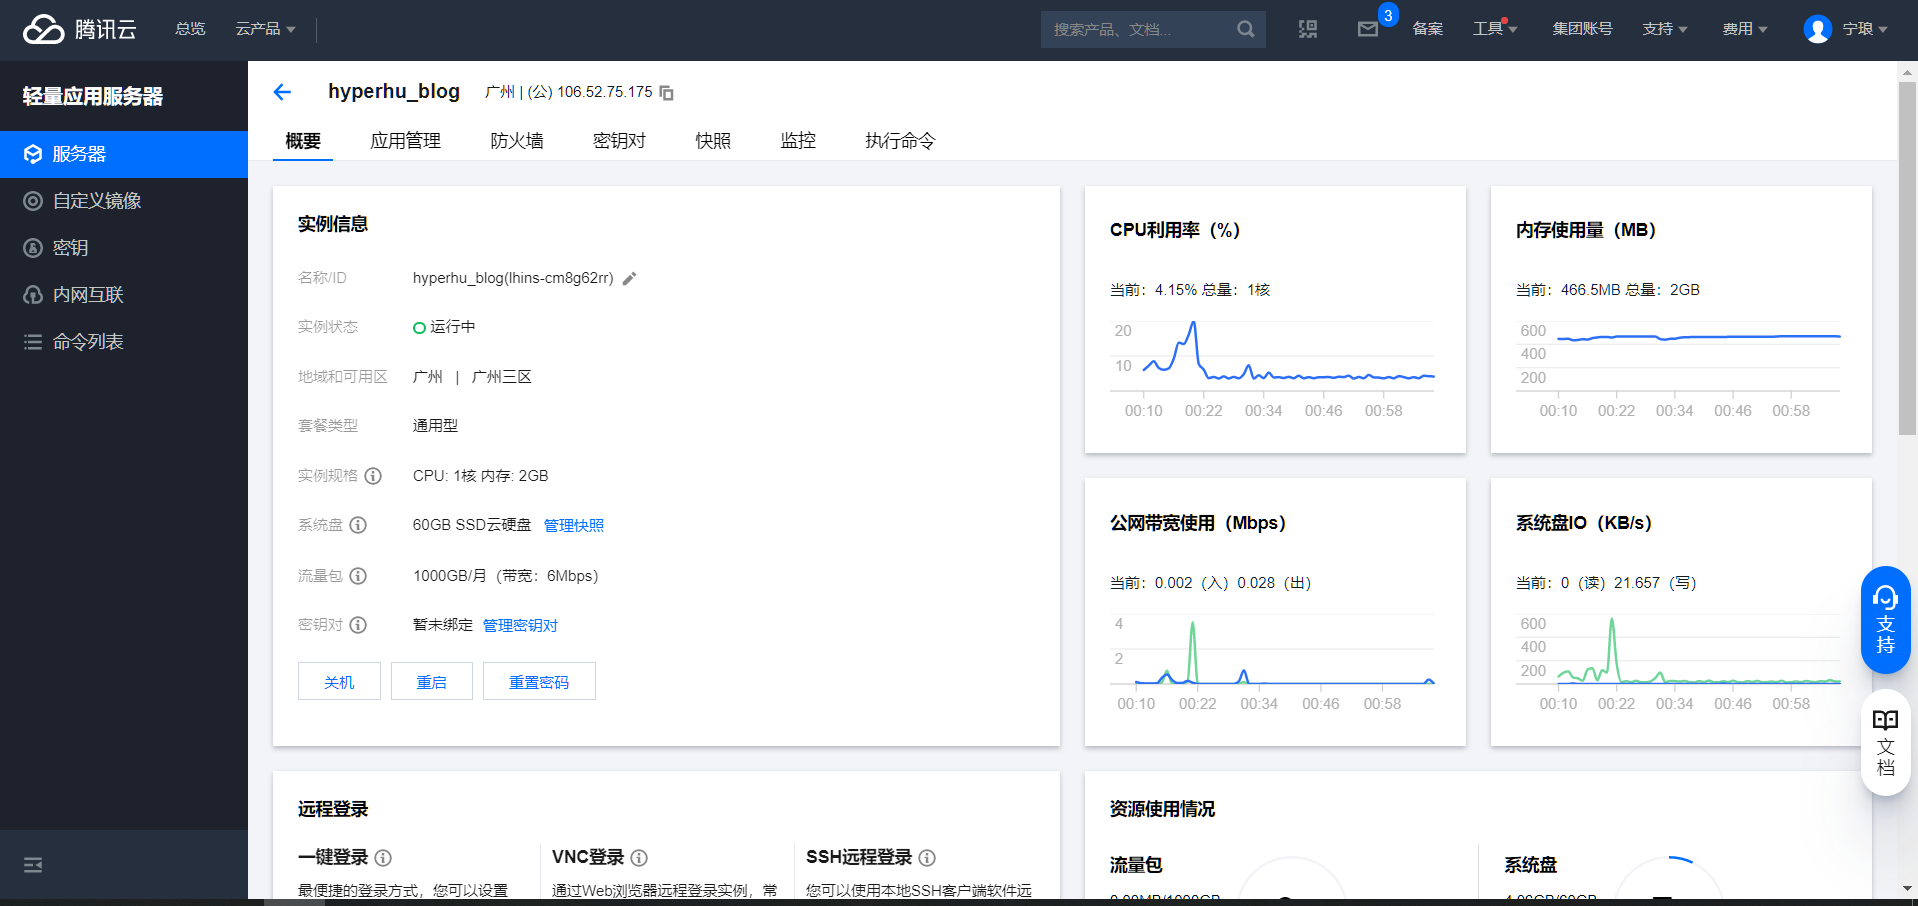 腾讯云
总览
云产品
搜索产品、文档...
3
备案
工具
集团账号
支持
费用
宁琅
轻量应用服务器
服务器
自定义镜像
密钥
内网互联
命令列表
hyperhu_blog
广州 | (公) 106.52.75.175
概要
应用管理
防火墙
密钥对
快照
监控
执行命令
实例信息
名称/ID
hyperhu_blog(lhins-cm8g62rr)
实例状态
运行中
地域和可用区
广州 | 广州三区
套餐类型
通用型
实例规格
CPU: 1核 内存: 2GB
系统盘
60GB SSD云硬盘 管理快照
流量包
1000GB/月（带宽：6Mbps）
密钥对
暂未绑定 管理密钥对
关机
重启
重置密码
CPU利用率（%）
当前：4.15% 总量：1核
20
10
00:10 00:22 00:34 00:46 00:58
内存使用量（MB）
当前：466.5MB 总量：2GB
600
400
200
00:10 00:22 00:34 00:46 00:58
公网带宽使用（Mbps）
当前：0.002（入）0.028（出）
4
2
00:10 00:22 00:34 00:46 00:58
系统盘IO（KB/s）
当前：0（读）21.657（写）
600
400
200
00:10 00:22 00:34 00:46 00:58
支持
文档
远程登录
一键登录
最便捷的登录方式，您可以设置
VNC登录
通过Web浏览器远程登录实例，常
SSH远程登录
您可以使用本地SSH客户端软件远
资源使用情况
流量包
系统盘